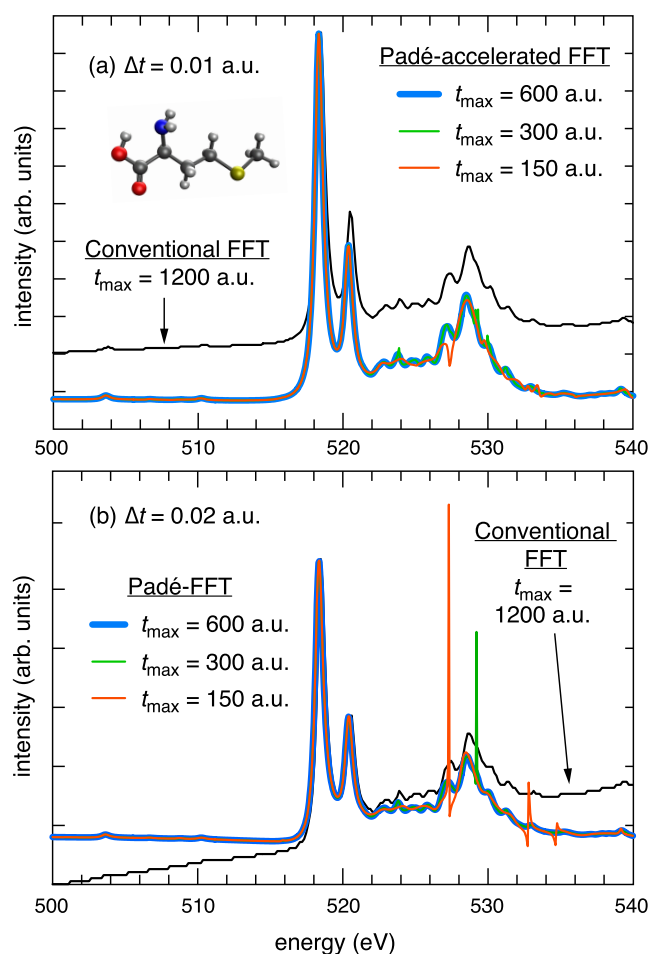 (a) Δt = 0.01 a.u.
Padé-accelerated FFT
tmax = 600 a.u.
tmax = 300 a.u.
tmax = 150 a.u.
Conventional FFT
tmax = 1200 a.u.
intensity (arb. units)
500 510 520 530 540
(b) Δt = 0.02 a.u.
Conventional
FFT
tmax =
1200 a.u.
Padé-FFT
tmax = 600 a.u.
tmax = 300 a.u.
tmax = 150 a.u.
intensity (arb. units)
500 510 520 530 540
energy (eV)